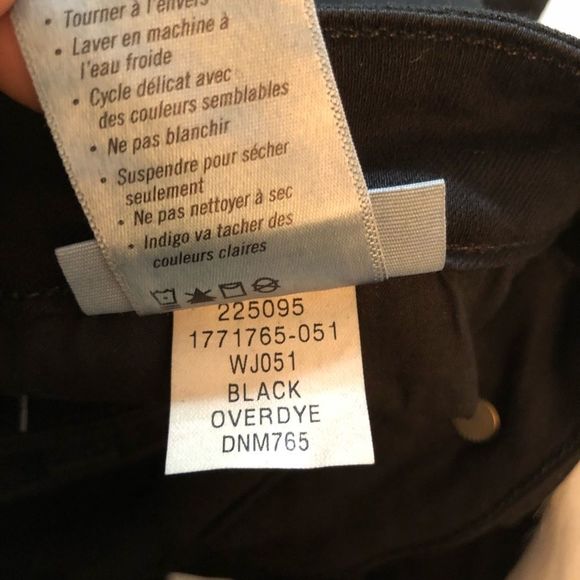 • Tourner à l'envers
• Laver en machine à
l'eau froide
• Cycle délicat avec
des couleurs semblables
• Ne pas blanchir
• Suspendre pour sécher
seulement
• Ne pas nettoyer à sec
• Indigo va tacher des
couleurs claires
225095
1771765-051
WJ051
BLACK
OVERDYE
DNM765